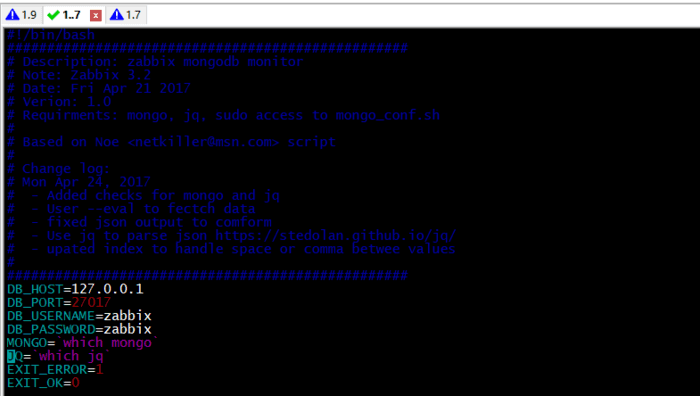 1.9 1..7 x 1.7
#!/bin/bash
##################################################
# Description: zabbix mongodb monitor
# Note: Zabbix 3.2
# Date: Fri Apr 21 2017
# Verion: 1.0
# Requirments: mongo, jq, sudo access to mongo_conf.sh
#
# Based on Nme <netkiller@msn.com> script
#
# Change log:
# Mon Apr 24, 2017
#  - Added checks for mongo and jq
#  - User --eval to fectch data
#  - fixed json output to comform
#  - Use jq to parse json https://stedolan.github.io/jq/
#  - upated index to handle space or comma betwee values
#
##################################################
DB_HOST=127.0.0.1
DB_PORT=27017
DB_USERNAME=zabbix
DB_PASSWORD=zabbix
MONGO=`which mongo`
JQ=`which jq`
EXIT_ERROR=1
EXIT_OK=0